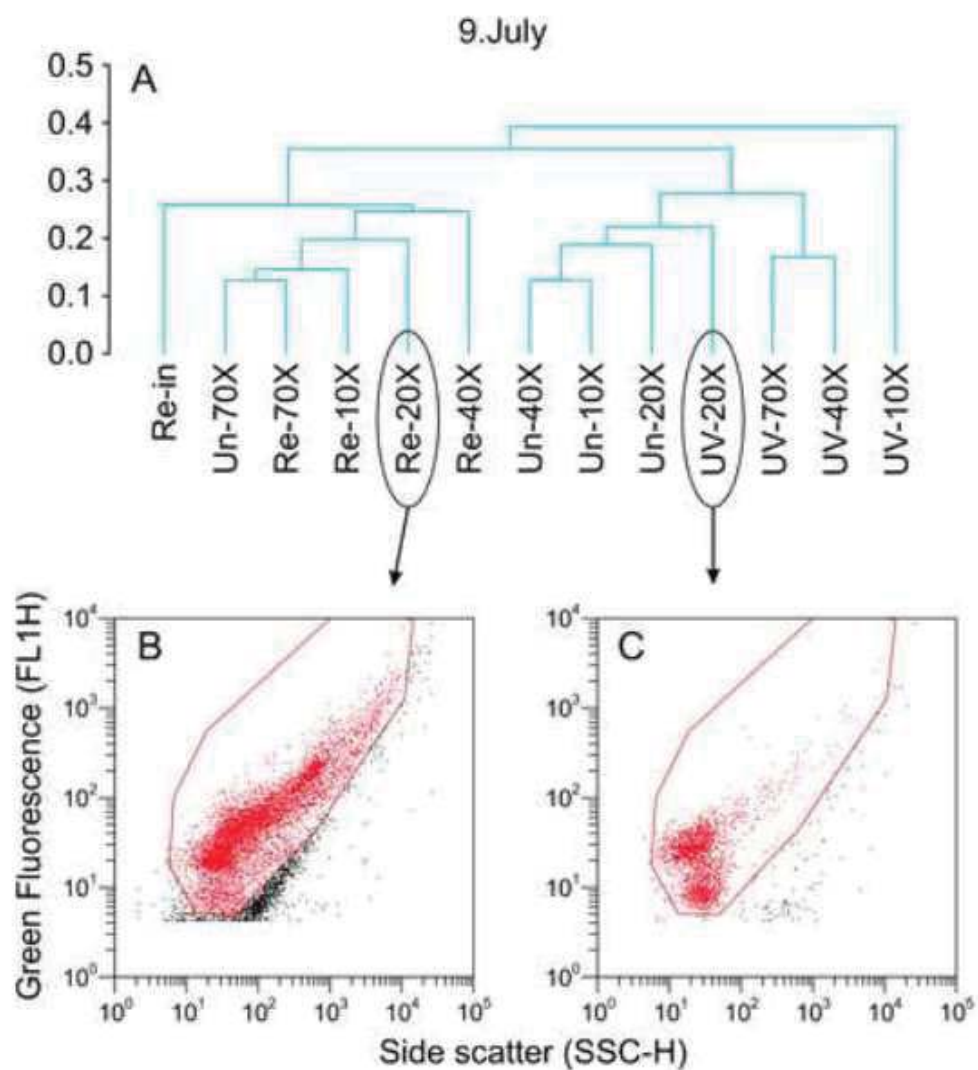 9.July
A
0.5
0.4
0.3
0.2
0.1
0.0
Re-in
Un-70X
Re-70X
Re-10X
Re-20X
Re-40X
Un-40X
Un-10X
Un-20X
UV-20X
UV-70X
UV-40X
UV-10X
Green Fluorescence (FL1H)
B
10⁴
10³
10²
10¹
10⁰
10⁰ 10¹ 10² 10³ 10⁴ 10⁵
C
10⁴
10³
10²
10¹
10⁰
10⁰ 10¹ 10² 10³ 10⁴ 10⁵
Side scatter (SSC-H)